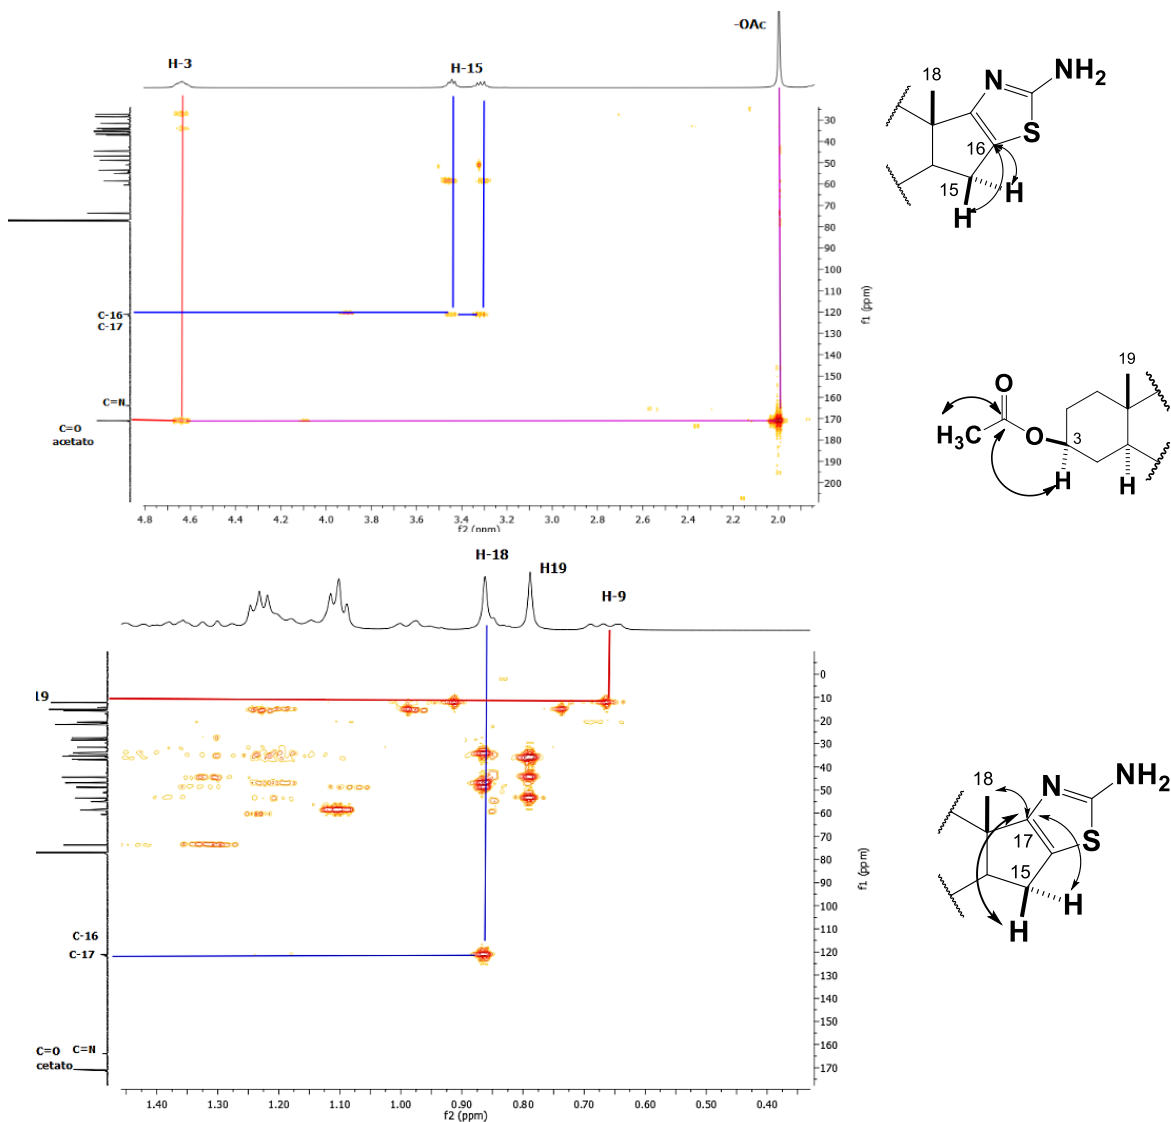 -OAc
H-3
H-15
30
40
50
60
70
80
90
100
110
120
130
140
150
160
170
180
190
200
f1 (ppm)
C-16
C-17
C=N
C=O
acetato
4.8 4.6 4.4 4.2 4.0 3.8 3.6 3.4 3.2 3.0 2.8 2.6 2.4 2.2 2.0
f2 (ppm)
18
N
NH2
S
16
15
H
H
19
O
H3C
O
3
H
H
H-18
H19
H-9
0
10
20
30
40
50
60
70
80
90
100
110
120
130
140
150
160
170
f1 (ppm)
19
C-16
C-17
C=O C=N
cetato
1.40 1.30 1.20 1.10 1.00 0.90 0.80 0.70 0.60 0.50 0.40
f2 (ppm)
18
N
NH2
17
S
15
H
H